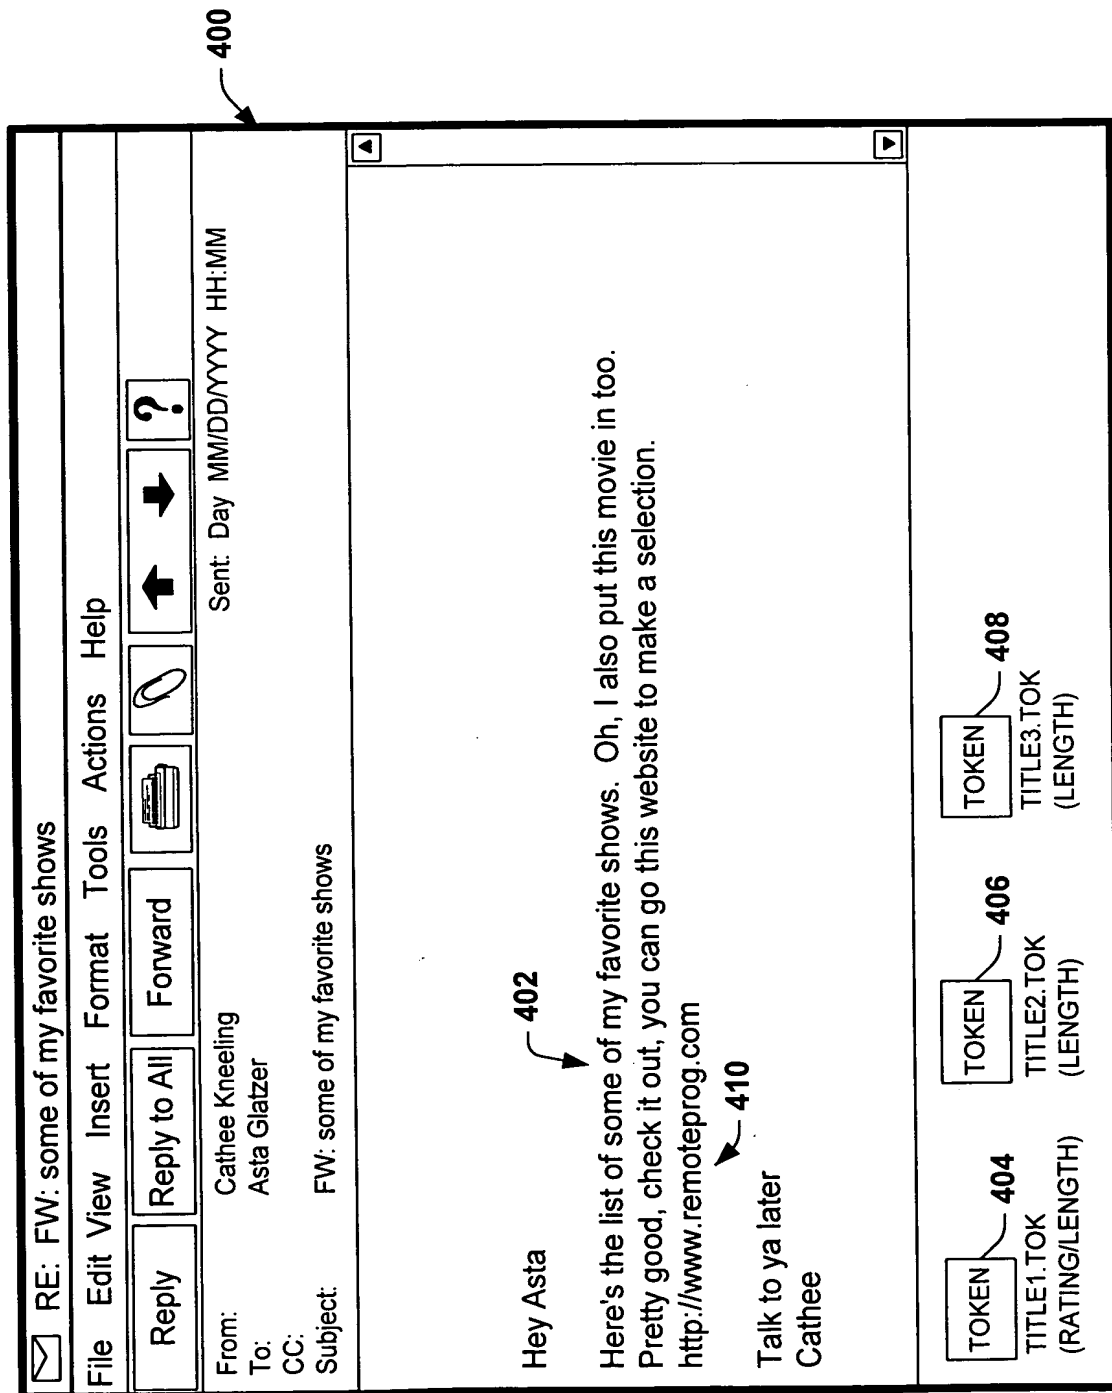 RE: FW: some of my favorite shows
File Edit View Insert Format Tools Actions Help
Reply Reply to All Forward ?
From: Cathee Kneeling Sent: Day MM/DD/YYYY HH:MM
To: Asta Glatzer
CC:
Subject: FW: some of my favorite shows
400
Hey Asta
402
Here's the list of some of my favorite shows. Oh, I also put this movie in too.
Pretty good, check it out, you can go this website to make a selection.
http://www.remoteprog.com
410
Talk to ya later
Cathee
TOKEN 404 TOKEN 406 TOKEN 408
TITLE1.TOK TITLE2.TOK TITLE3.TOK
(RATING/LENGTH) (LENGTH) (LENGTH)